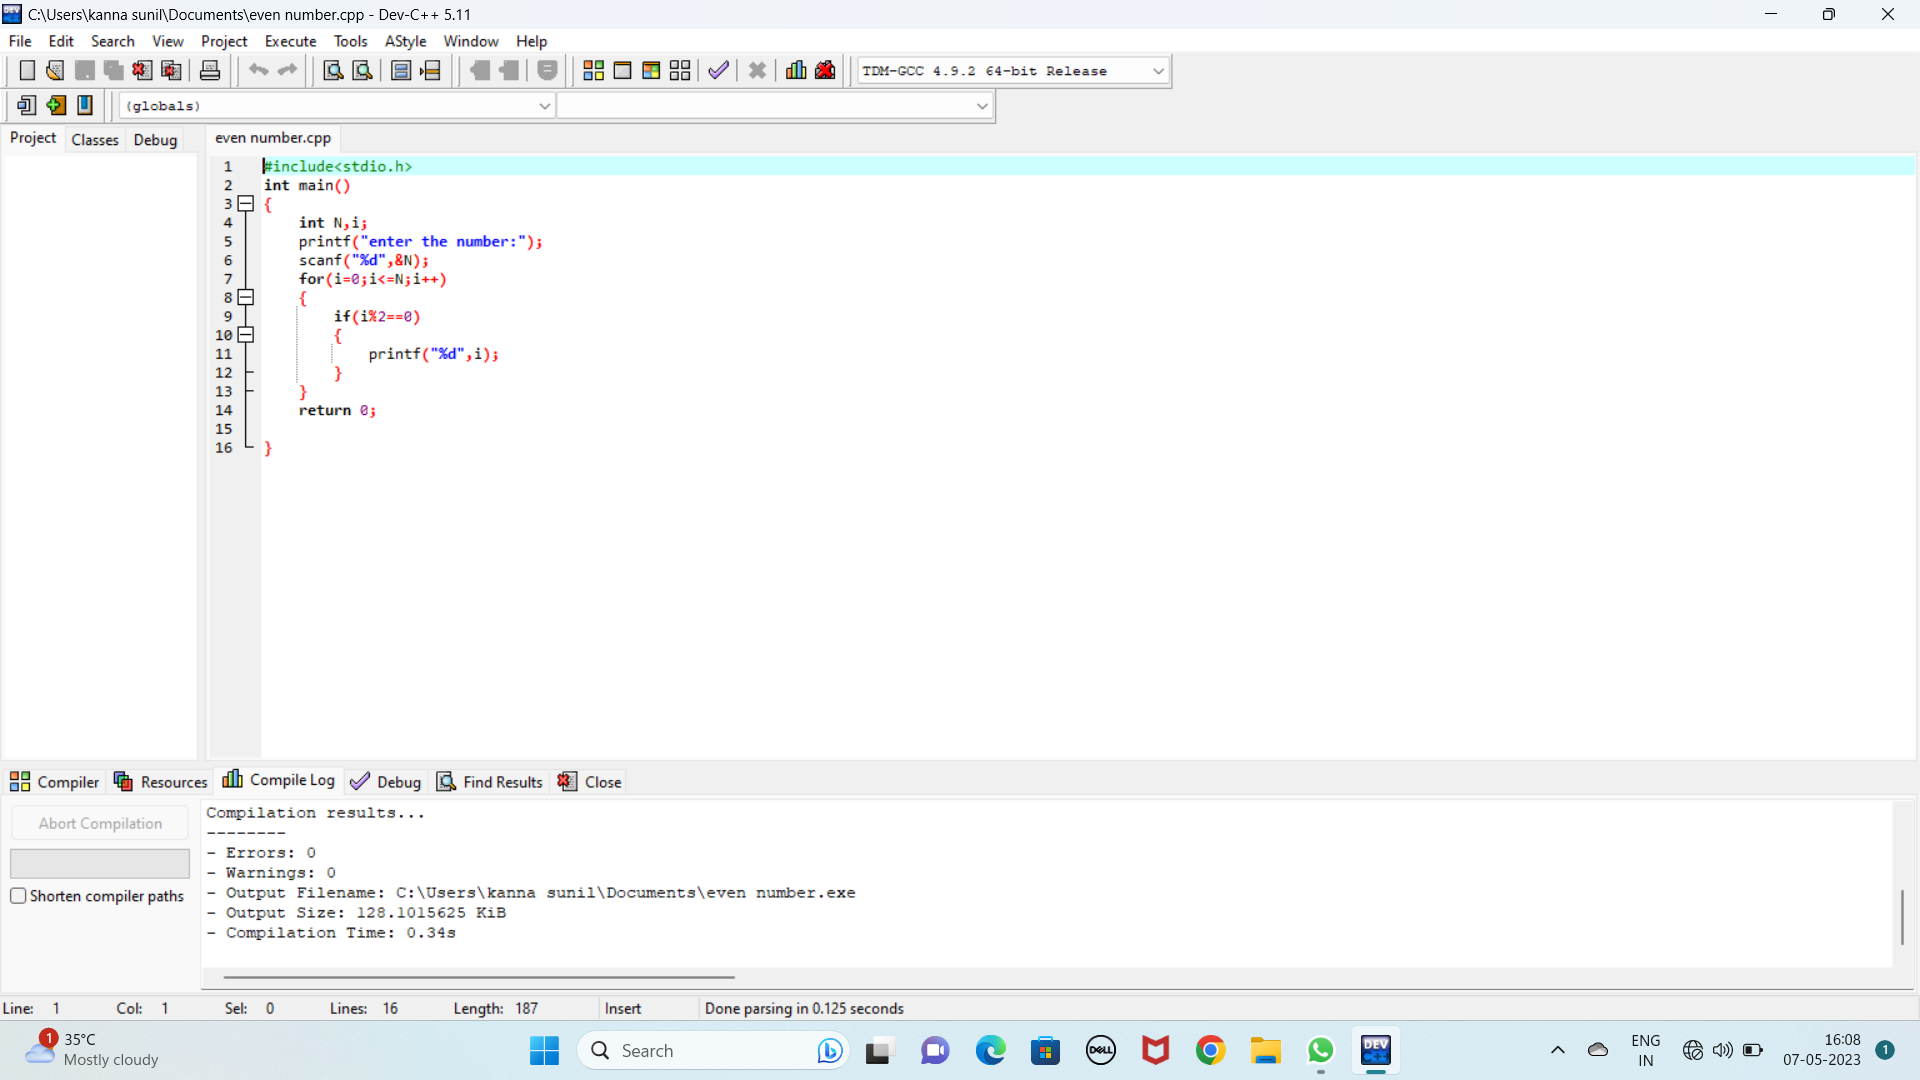 C:\Users\kanna sunil\Documents\even number.cpp - Dev-C++ 5.11
File Edit Search View Project Execute Tools AStyle Window Help
TDM-GCC 4.9.2 64-bit Release
(globals)
Project Classes Debug even number.cpp
1 #include<stdio.h>
2 int main()
3 {
4 int N,i;
5 printf("enter the number:");
6 scanf("%d",&N);
7 for(i=0;i<=N;i++)
8 {
9 if(i%2==0)
10 {
11 printf("%d",i);
12 }
13 }
14 return 0;
15
16 }
Compiler Resources Compile Log Debug Find Results Close
Abort Compilation
Shorten compiler paths
Compilation results...
--------
- Errors: 0
- Warnings: 0
- Output Filename: C:\Users\kanna sunil\Documents\even number.exe
- Output Size: 128.1015625 KiB
- Compilation Time: 0.34s
Line: 1 Col: 1 Sel: 0 Lines: 16 Length: 187 Insert Done parsing in 0.125 seconds
1 35°C
Mostly cloudy
Search
DELL
DEV
C++
ENG
IN
16:08
07-05-2023
1